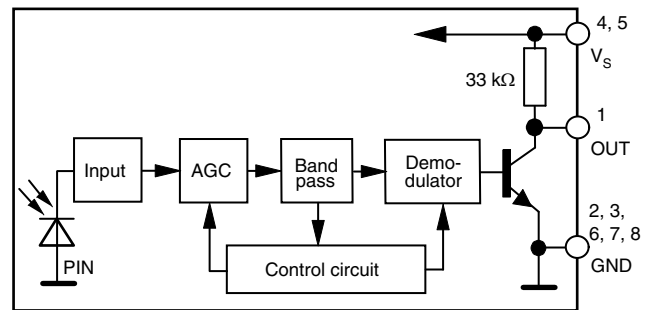 4, 5
V_S
33 kΩ
1
OUT
Input
AGC
Band
pass
Demo-
dulator
2, 3,
6, 7, 8
GND
Control circuit
PIN